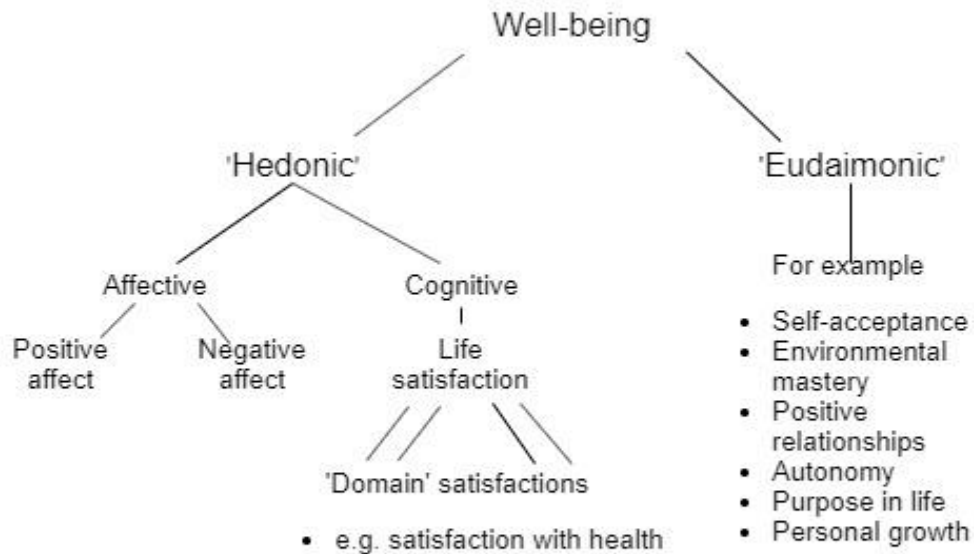 Well-being
'Hedonic'
'Eudaimonic'
Affective
Positive
affect
Negative
affect
Cognitive
Life
satisfaction
'Domain' satisfactions
• e.g. satisfaction with health
For example
• Self-acceptance
• Environmental
mastery
• Positive
relationships
• Autonomy
• Purpose in life
• Personal growth